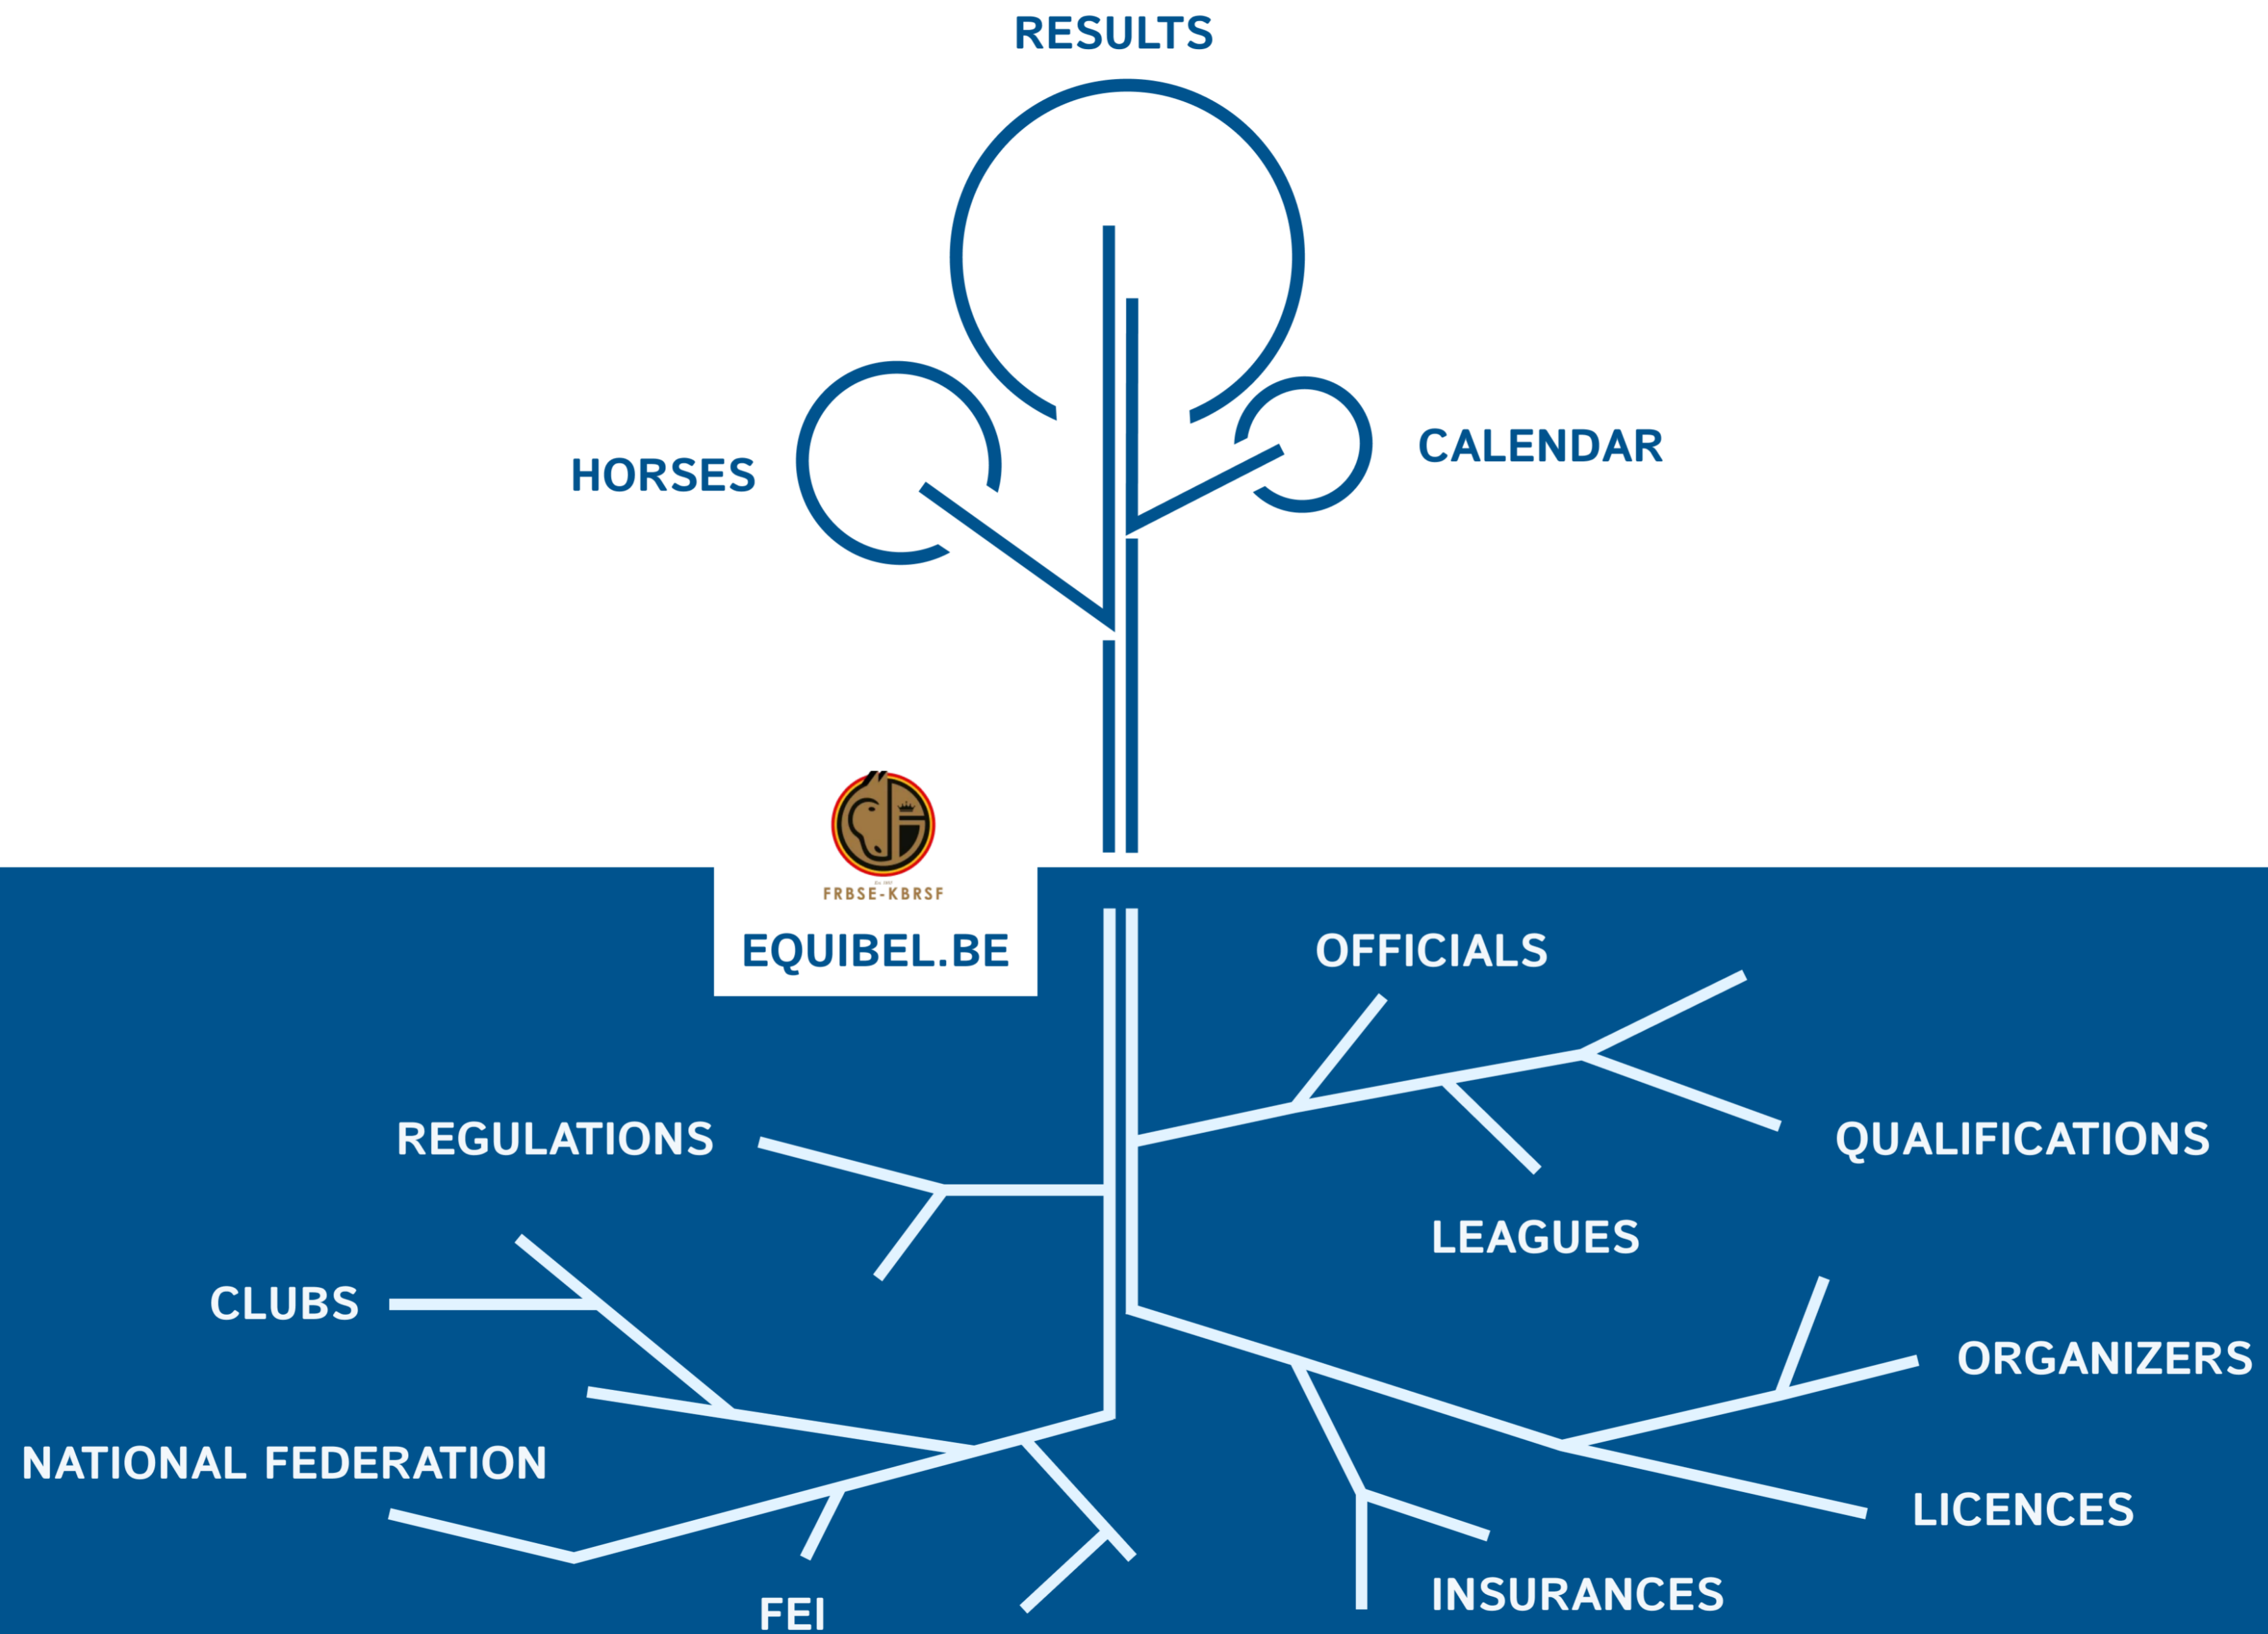 RESULTS
HORSES
CALENDAR
FRBSE-KBRSF
EQUIBEL.BE
OFFICIALS
REGULATIONS
QUALIFICATIONS
LEAGUES
CLUBS
ORGANIZERS
NATIONAL FEDERATION
LICENCES
INSURANCES
FEI